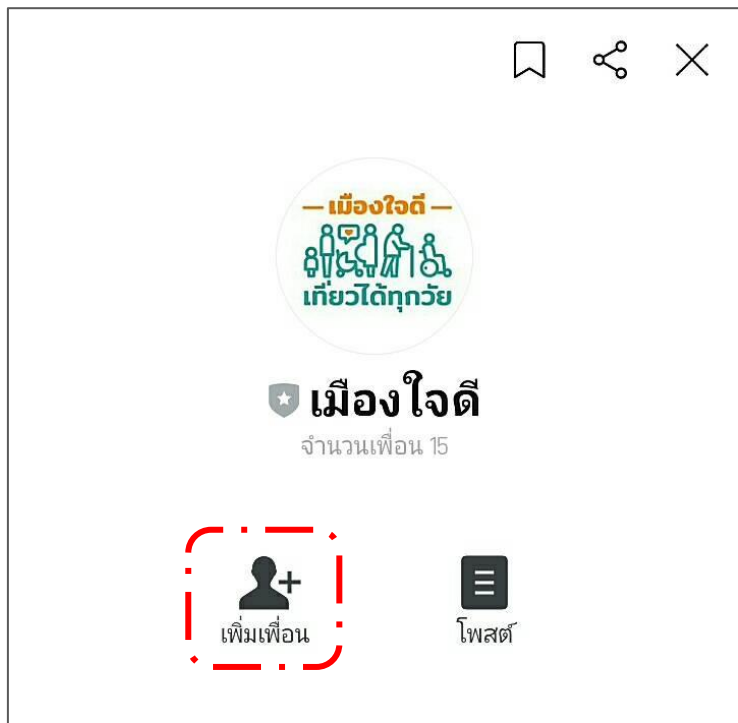 — เมืองใจดี —
เที่ยวได้ทุกวัย
เมืองใจดี
จำนวนเพื่อน 15
เพิ่มเพื่อน
โพสต์